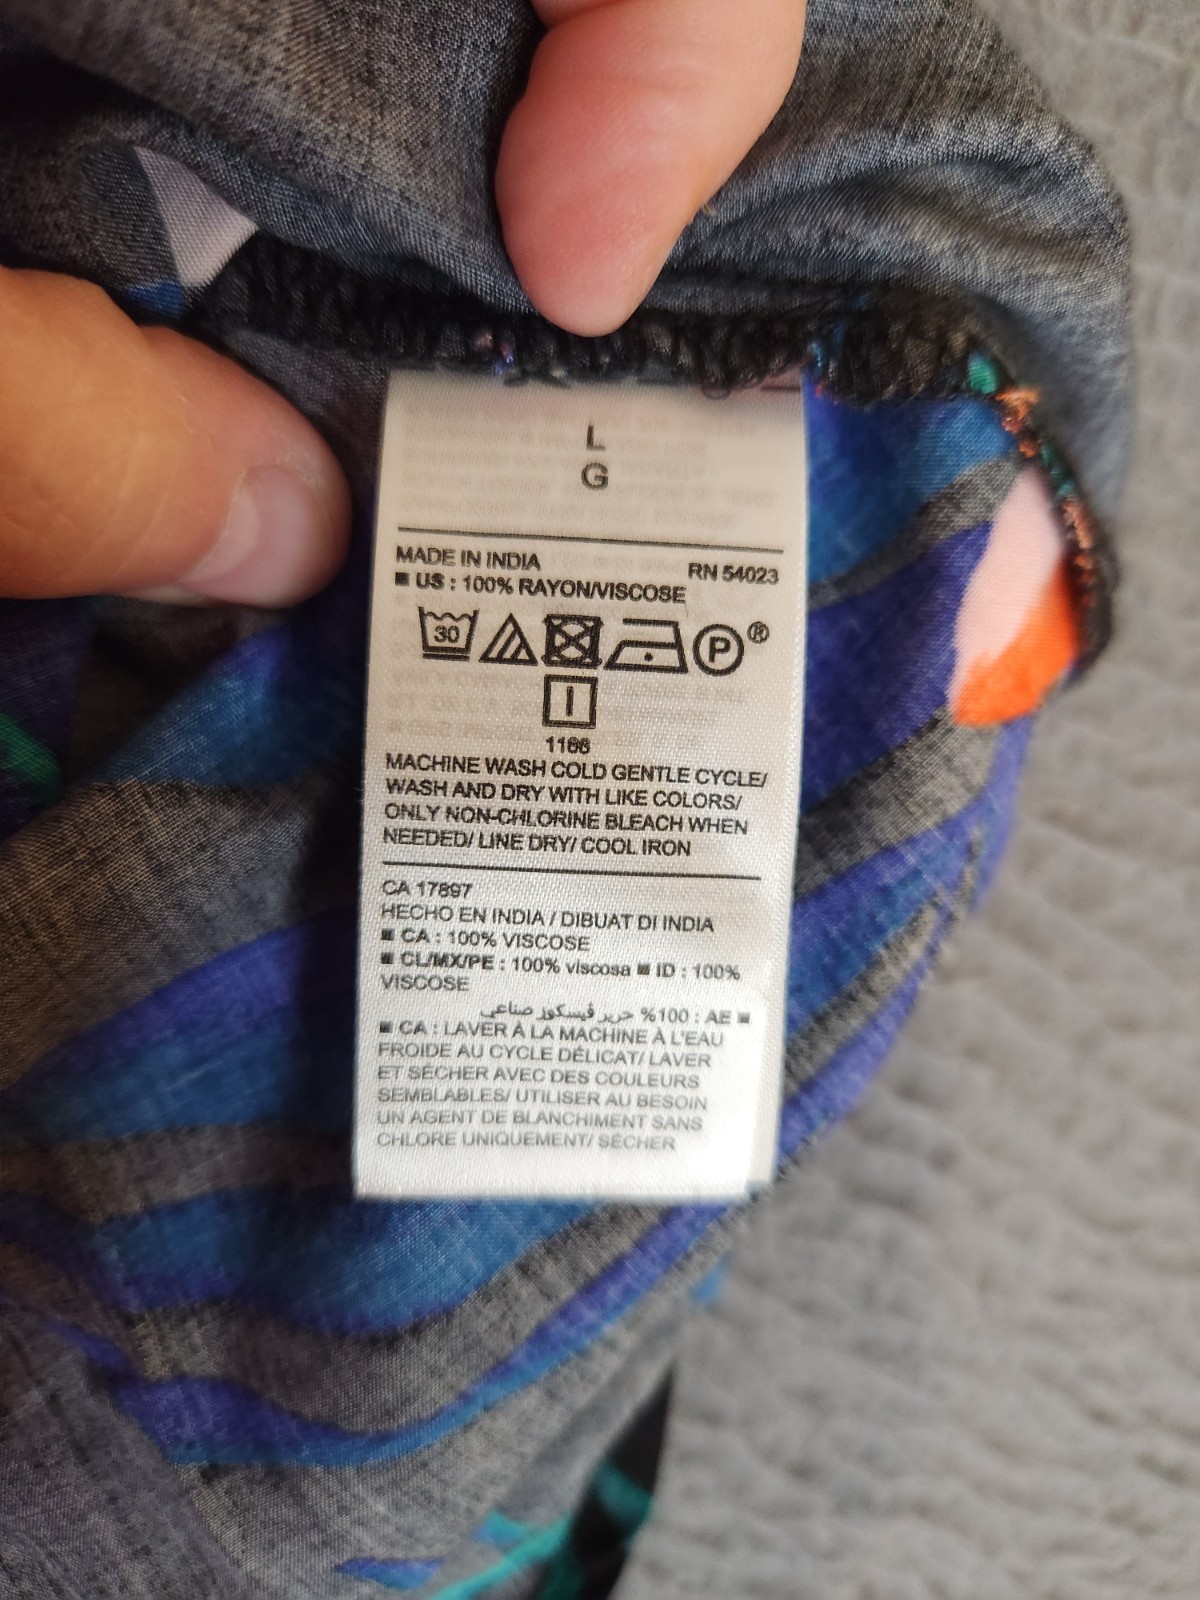 L
G
MADE IN INDIA RN 54023
■ US : 100% RAYON/VISCOSE
30 P ®
1166
MACHINE WASH COLD GENTLE CYCLE/
WASH AND DRY WITH LIKE COLORS/
ONLY NON-CHLORINE BLEACH WHEN
NEEDED/ LINE DRY/ COOL IRON
CA 17897
HECHO EN INDIA / DIBUAT DI INDIA
■ CA : 100% VISCOSE
■ CL/MX/PE : 100% viscosa ■ ID : 100%
VISCOSE
■ AE : 100% حرير فيسكوز صناعي
■ CA : LAVER À LA MACHINE À L'EAU
FROIDE AU CYCLE DÉLICAT/ LAVER
ET SÉCHER AVEC DES COULEURS
SEMBLABLES/ UTILISER AU BESOIN
UN AGENT DE BLANCHIMENT SANS
CHLORE UNIQUEMENT/ SÉCHER